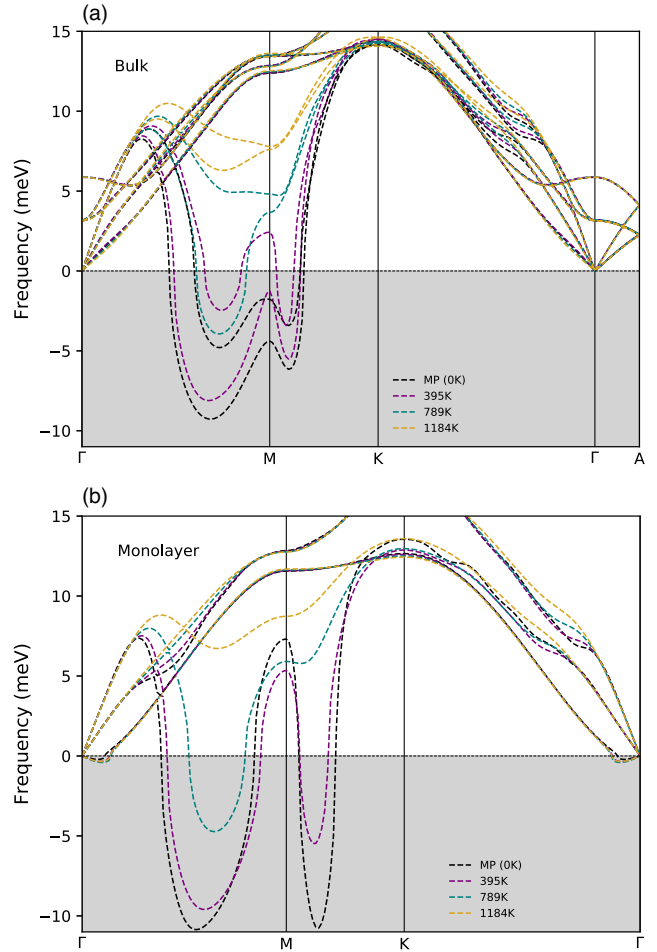 (a)
15
Bulk
10
5
0
−5
−10
Frequency (meV)
MP (0K)
395K
789K
1184K
Γ M K Γ A
(b)
15
Monolayer
10
5
0
−5
−10
Frequency (meV)
MP (0K)
395K
789K
1184K
Γ M K Γ